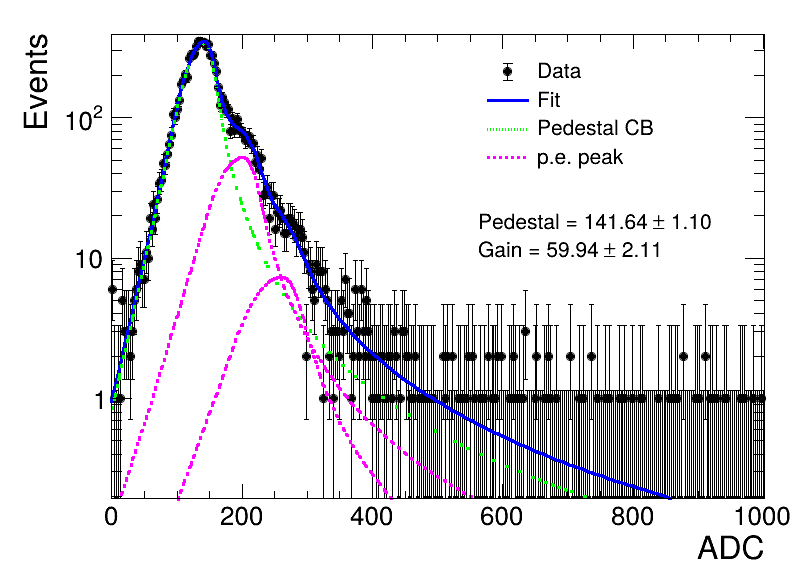 Events
10²
10
1
Data
Fit
Pedestal CB
p.e. peak
Pedestal = 141.64 ± 1.10
Gain = 59.94 ± 2.11
0 200 400 600 800 1000
ADC